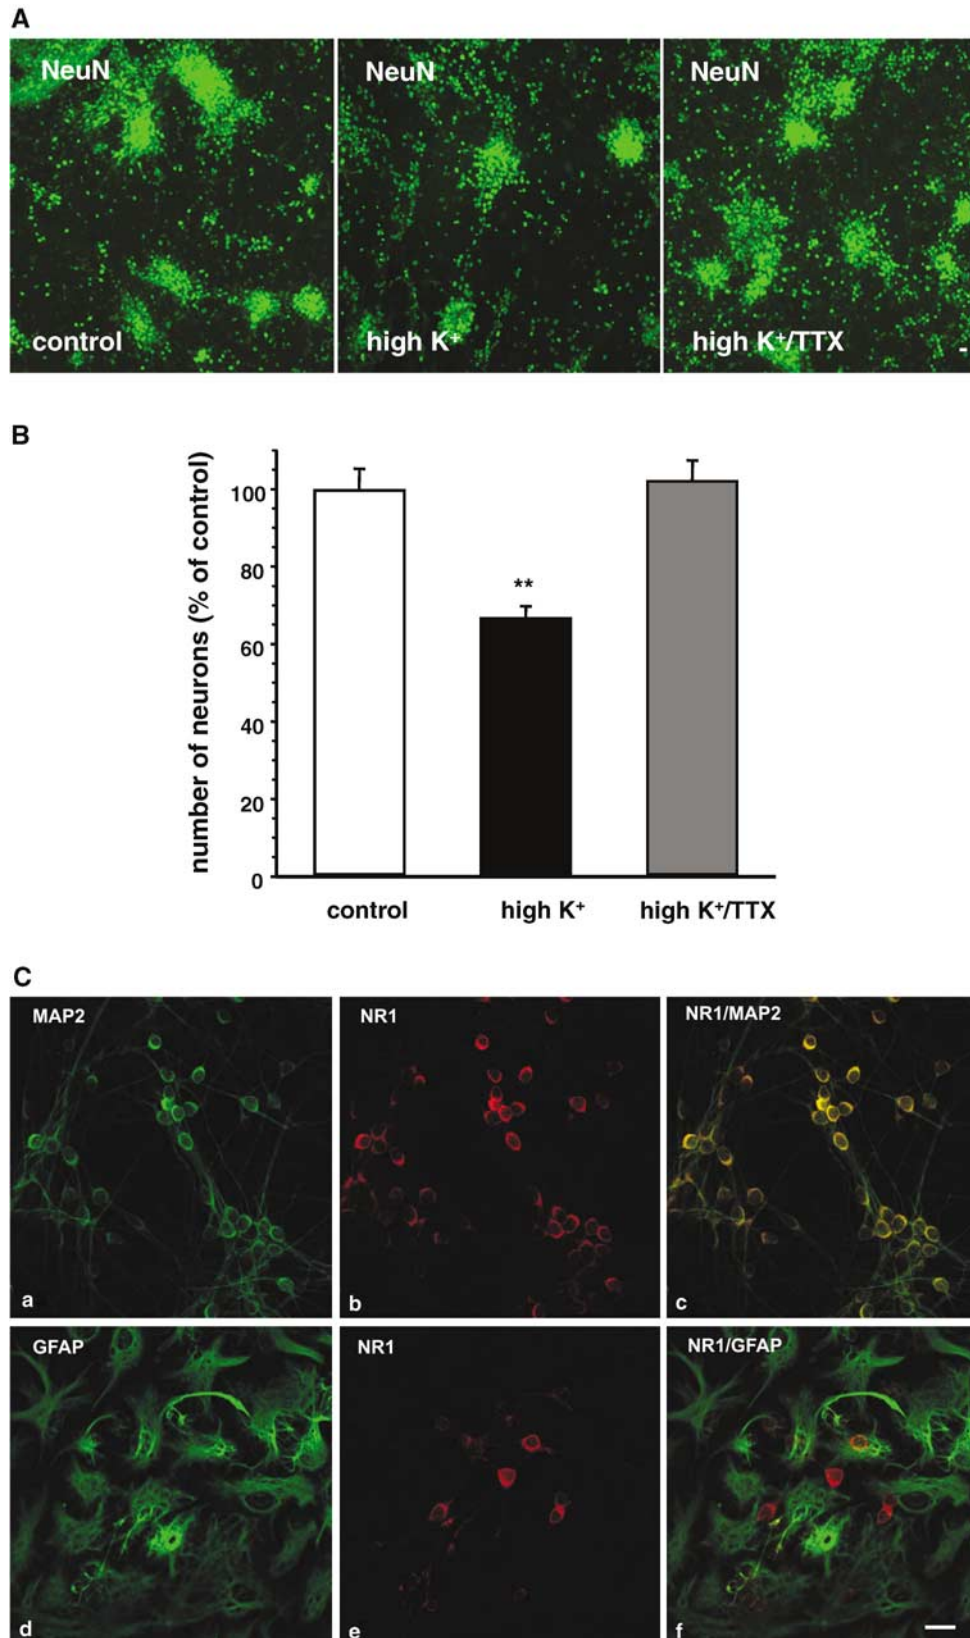 A
NeuN
NeuN
NeuN
control
high K⁺
high K⁺/TTX
B
number of neurons (% of control)
100
80
60
40
20
0
**
control
high K⁺
high K⁺/TTX
C
MAP2
NR1
NR1/MAP2
a
b
c
GFAP
NR1
NR1/GFAP
d
e
f